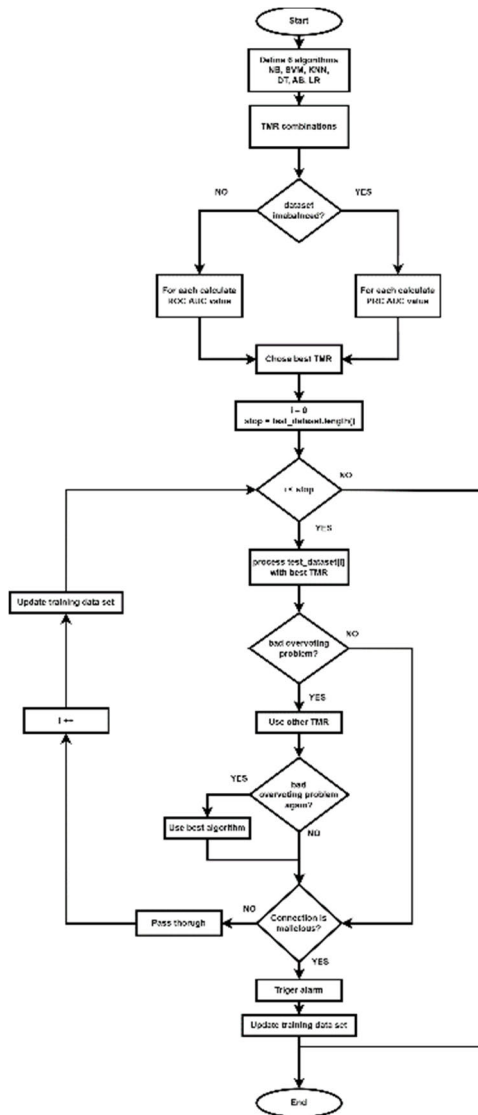 Start
Define 6 algorithms
NB, SVM, KNN,
DT, AB, LR
TMR combinations
NO
YES
dataset
imabalnced?
For each calculate
ROC AUC value
For each calculate
PRC AUC value
Chose best TMR
i = 0
stop = test_dataset.length()
i < stop
NO
YES
process test_dataset[i]
with best TMR
Update training data set
bad overvoting
problem?
NO
YES
Use other TMR
i ++
bad
overvoting problem
again?
YES
Use best algorithm
NO
Connection is
malicious?
NO
Pass thorugh
YES
Triger alarm
Update training data set
End